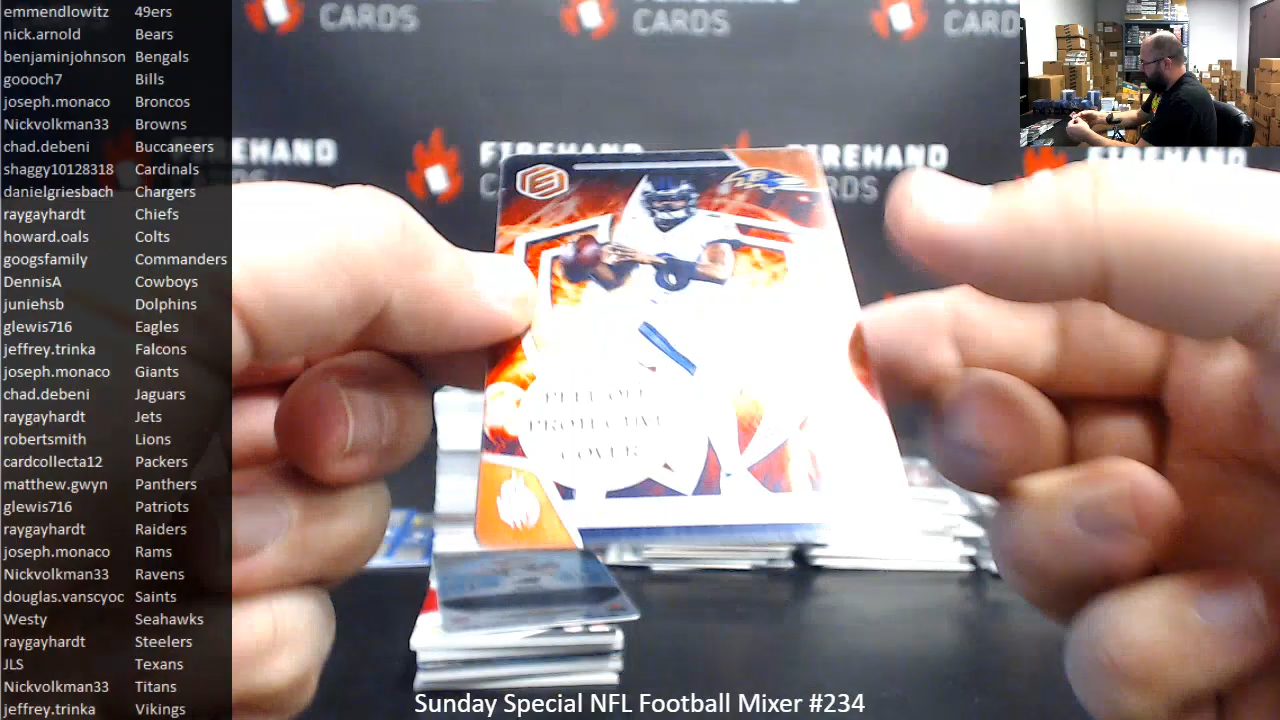 emmendlowitz 49ers
nick.arnold Bears
benjaminjohnson Bengals
goooch7 Bills
joseph.monaco Broncos
Nickvolkman33 Browns
chad.debeni Buccaneers
shaggy10128318 Cardinals
danielgriesbach Chargers
raygayhardt Chiefs
howard.oals Colts
googsfamily Commanders
DennisA Cowboys
juniehsb Dolphins
glewis716 Eagles
jeffrey.trinka Falcons
joseph.monaco Giants
chad.debeni Jaguars
raygayhardt Jets
robertsmith Lions
cardcollecta12 Packers
matthew.gwyn Panthers
glewis716 Patriots
raygayhardt Raiders
joseph.monaco Rams
Nickvolkman33 Ravens
douglas.vanscyoc Saints
Westy Seahawks
raygayhardt Steelers
JLS Texans
Nickvolkman33 Titans
jeffrey.trinka Vikings
CARDS CARDS CARD
EHAND FIREHAND FIREHAND
CARDS
8
PEEL OFF
PROTECTIVE
COVER
Sunday Special NFL Football Mixer #234